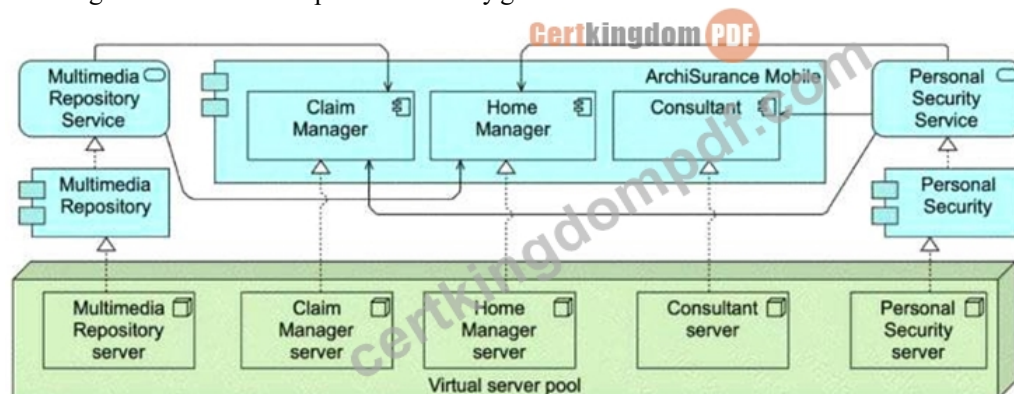 Certkingdom PDF
Multimedia
Repository
Service
ArchiSurance Mobile
Claim
Manager
Home
Manager
Consultant
Personal
Security
Service
Multimedia
Repository
Personal
Security
Multimedia
Repository
server
Claim
Manager
server
Home
Manager
server
Consultant
server
Personal
Security
server
Virtual server pool
certkingdompdf.com